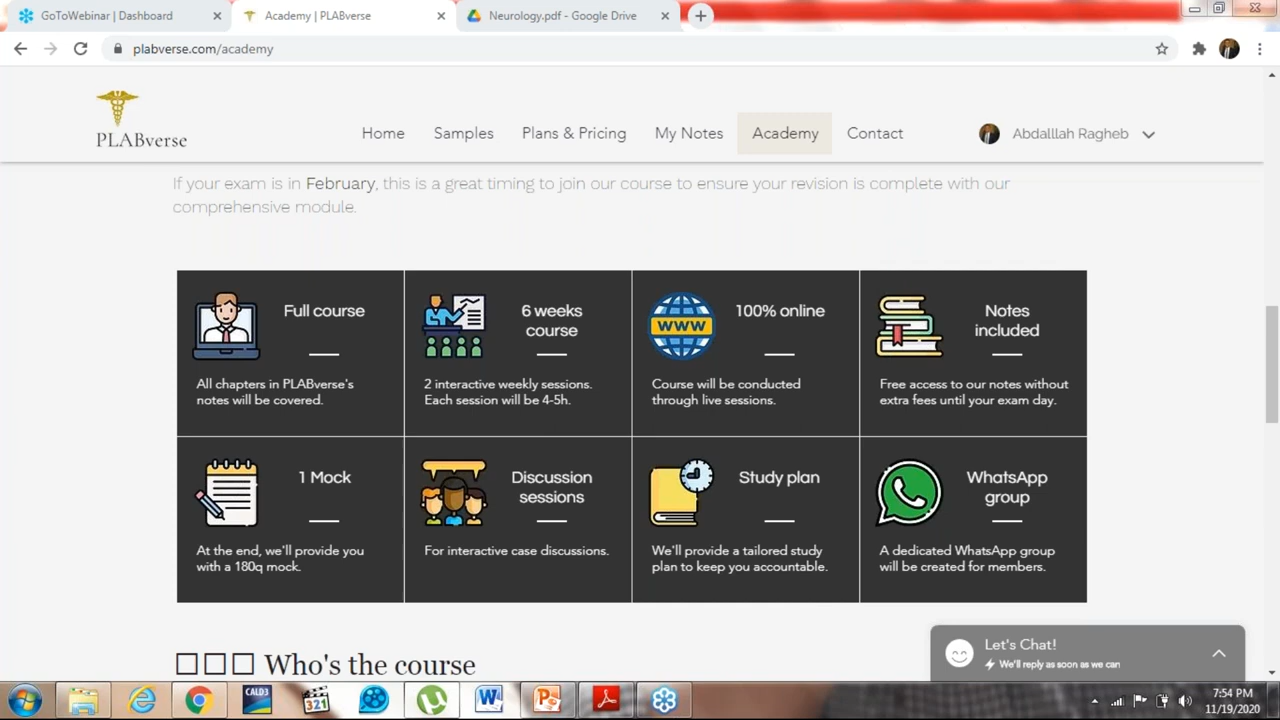 GoToWebinar | Dashboard
Academy | PLABverse
Neurology.pdf - Google Drive
plabverse.com/academy
PLABverse
Home
Samples
Plans & Pricing
My Notes
Academy
Contact
Abdalllah Ragheb
If your exam is in February, this is a great timing to join our course to ensure your revision is complete with our
comprehensive module.
Full course
All chapters in PLABverse's
notes will be covered.
6 weeks
course
2 interactive weekly sessions.
Each session will be 4-5h.
WWW
100% online
Course will be conducted
through live sessions.
Notes
included
Free access to our notes without
extra fees until your exam day.
1 Mock
At the end, we'll provide you
with a 180q mock.
Discussion
sessions
For interactive case discussions.
Study plan
We'll provide a tailored study
plan to keep you accountable.
WhatsApp
group
A dedicated WhatsApp group
will be created for members.
Who's the course
Let's Chat!
We'll reply as soon as we can
CALD3
321
7:54 PM
11/19/2020